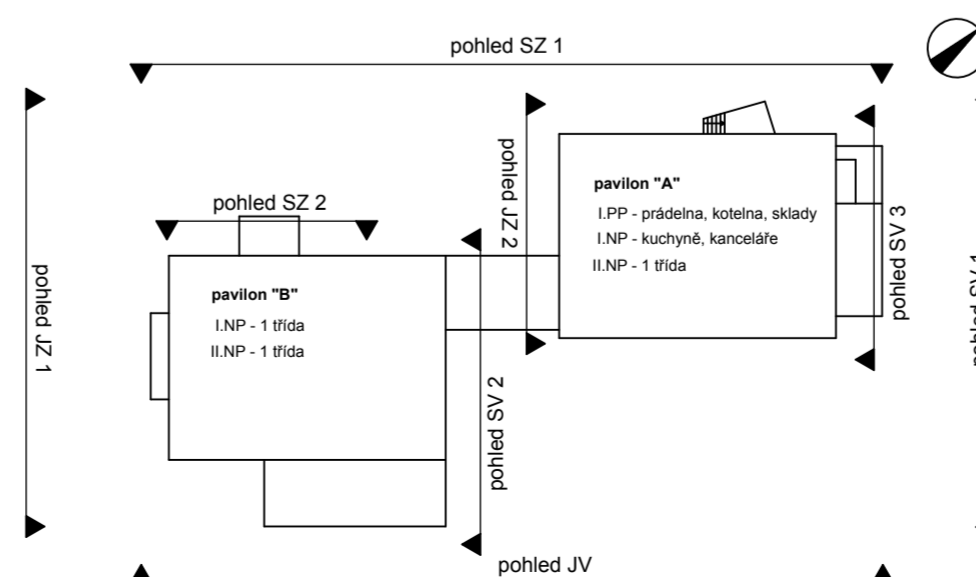 pohled SZ 1
pohled JZ 2
pavilon "A"
I.PP - prádelna, kotelna, sklady
I.NP - kuchyně, kanceláře
II.NP - 1 třída
pohled SV 3
pohled SZ 2
pohled JZ 1
pavilon "B"
I.NP - 1 třída
II.NP - 1 třída
pohled SV 2
pohled JV